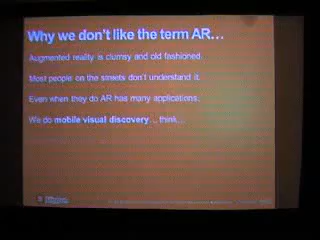 Why we don't like the term AR...
Augmented reality is clumsy and old fashioned.
Most people on the streets don't understand it.
Even when they do AR has many applications.
We do mobile visual discovery... think...